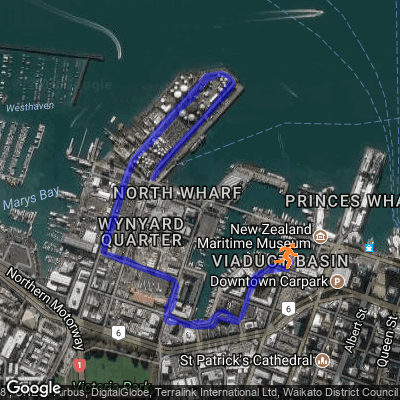 Westhaven
Marys Bay
NORTH WHARF
PRINCES WHA
WYNYARD
QUARTER
New Zealand
Maritime Museum
VIADUCT BASIN
Downtown Carpark P
Northern Motorway
6
6
1
Albert St
Queen St
St Patrick's Cathedral
Victoria Park
Google
rbus, DigitalGlobe, Terralink International Ltd, Waikato District Council